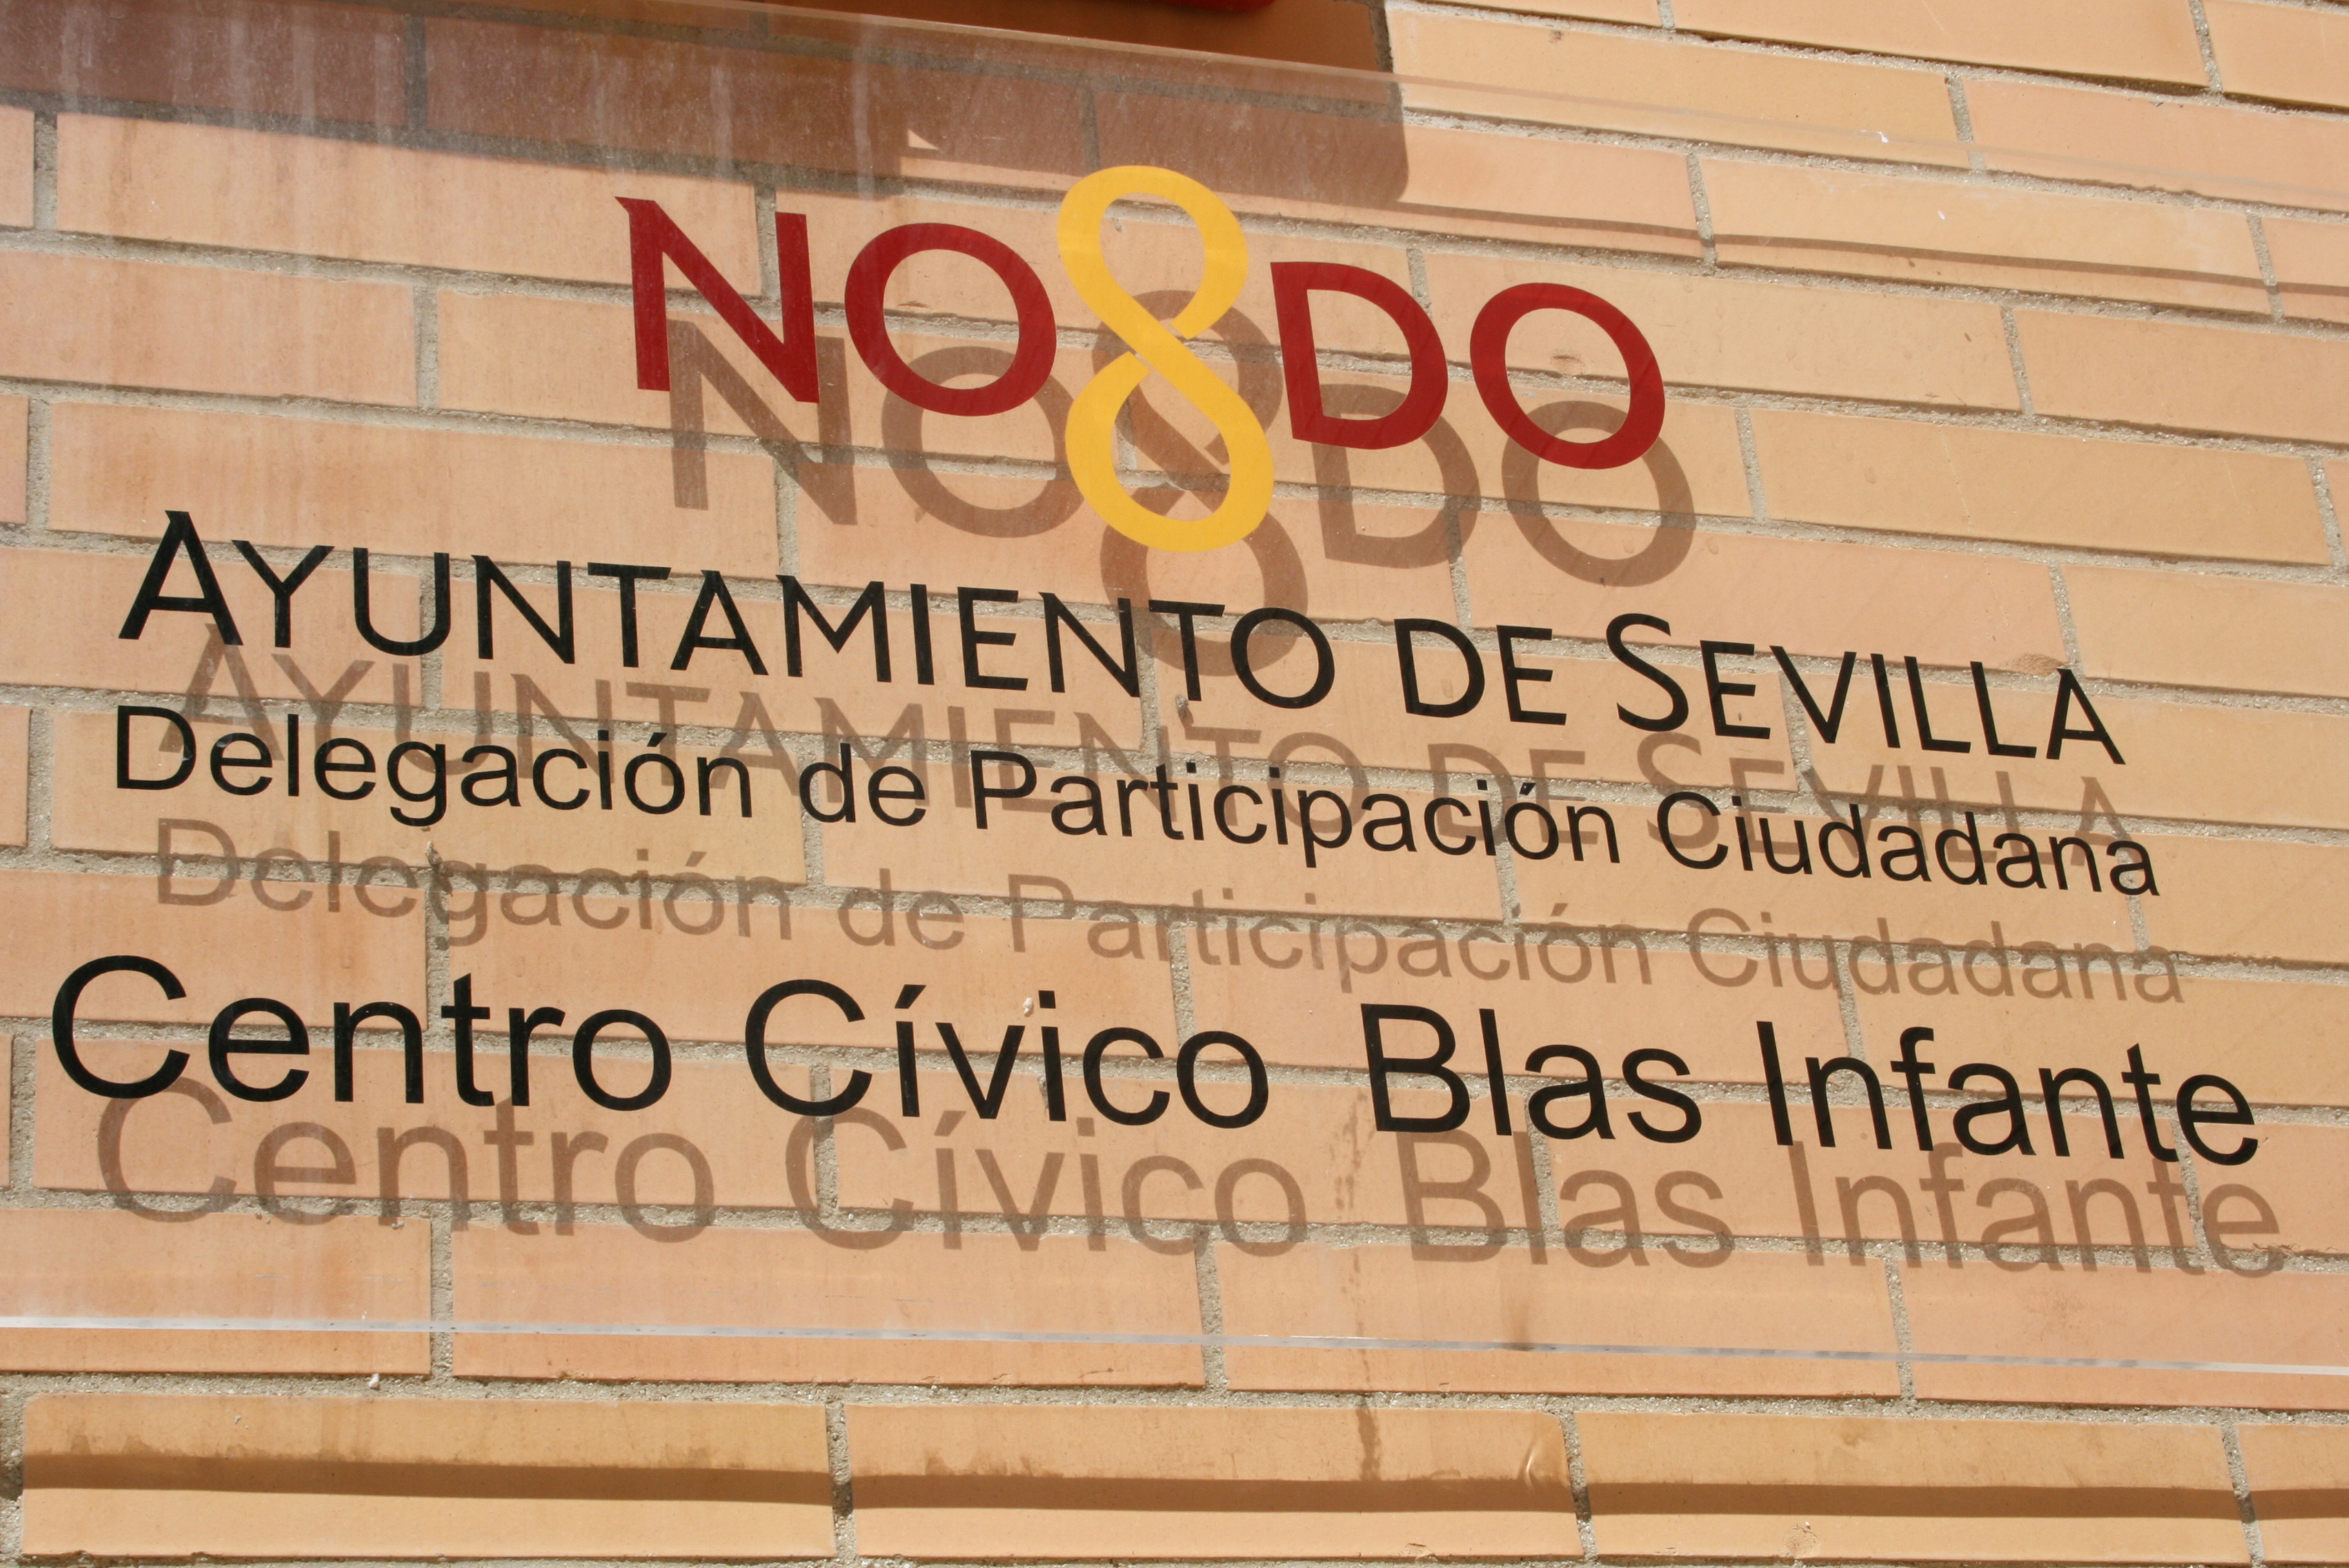 NO8DO
AYUNTAMIENTO DE SEVILLA
Delegación de Participación Ciudadana
Centro Cívico Blas Infante